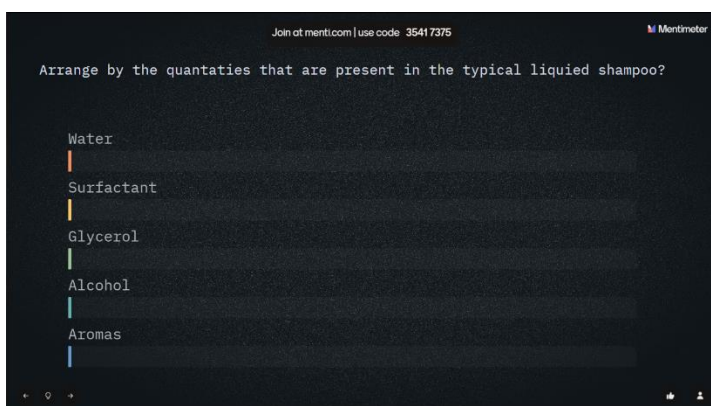 Join at menti.com | use code 3541 7375
Mentimeter
Arrange by the quantaties that are present in the typical liquied shampoo?
Water
Surfactant
Glycerol
Alcohol
Aromas